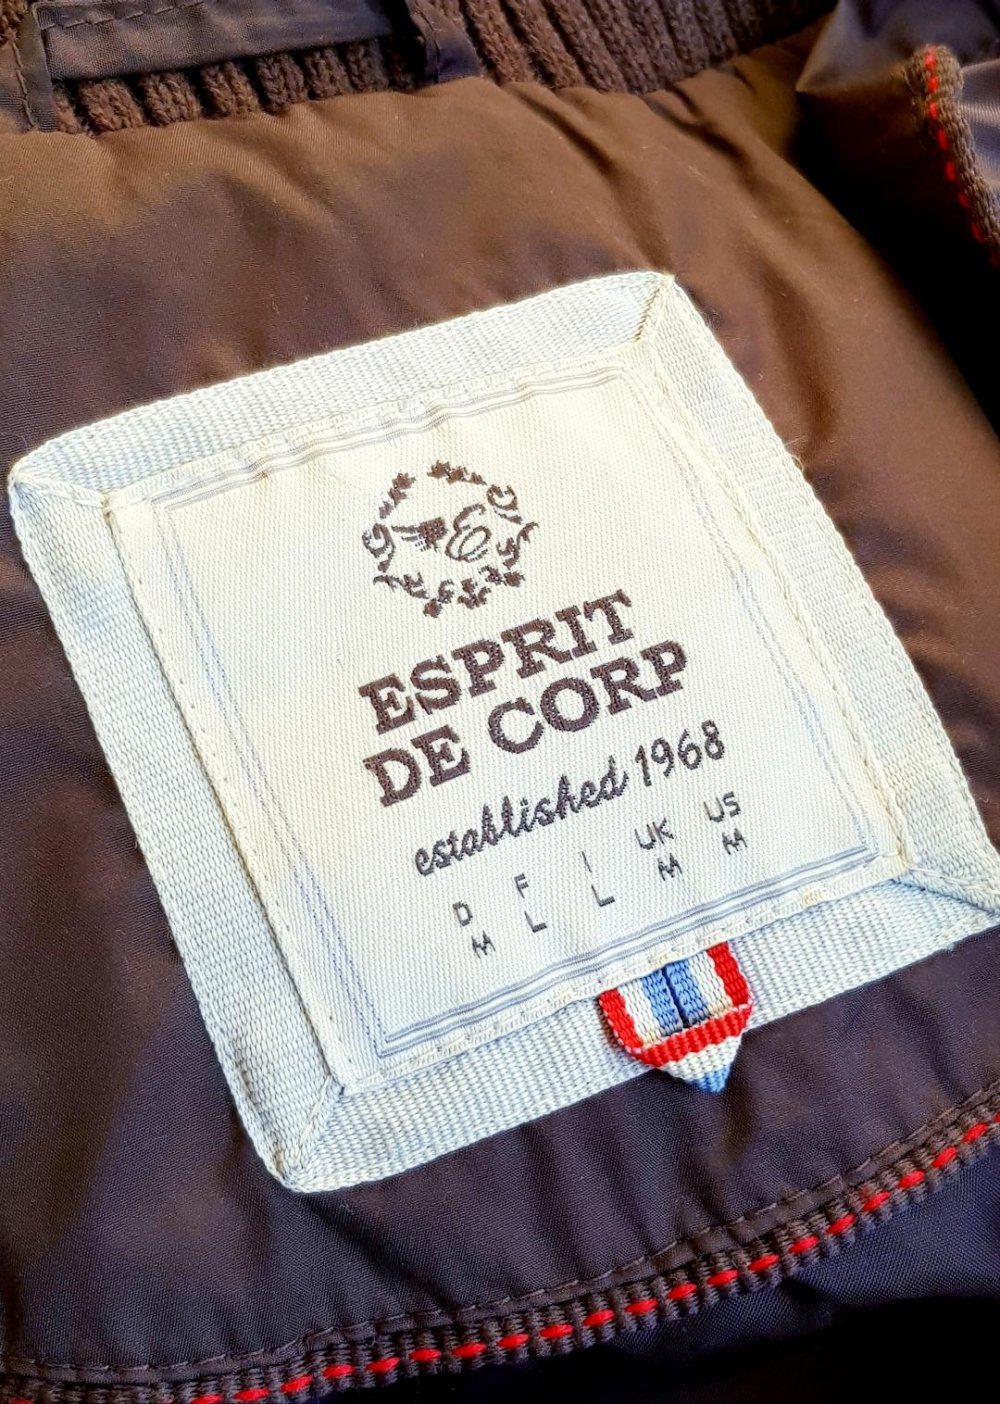 E
ESPRIT
DE CORP
established 1968
D F I UK US
M L L M M